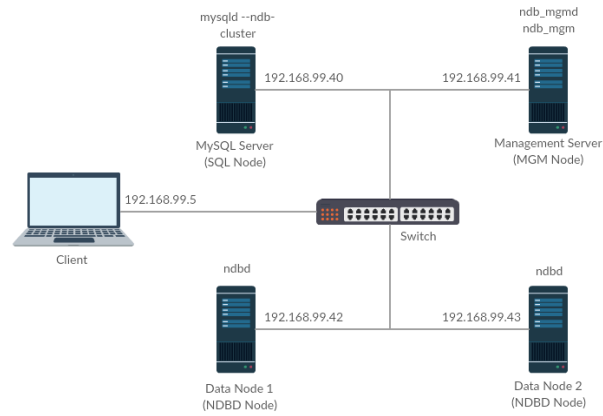 mysqld --ndb-
cluster
ndb_mgmd
ndb_mgm
192.168.99.40
192.168.99.41
MySQL Server
(SQL Node)
Management Server
(MGM Node)
192.168.99.5
Client
Switch
ndbd
ndbd
192.168.99.42
192.168.99.43
Data Node 1
(NDBD Node)
Data Node 2
(NDBD Node)